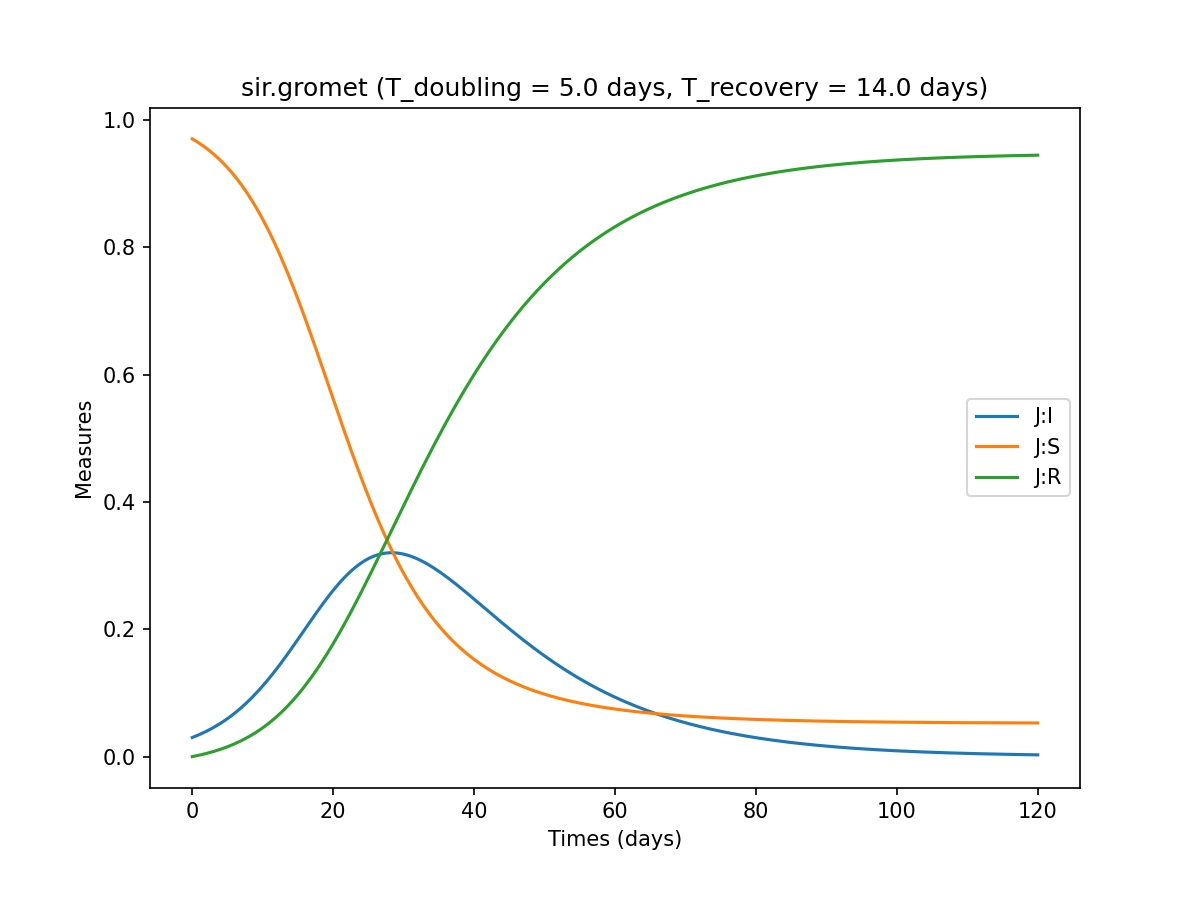 sir.gromet (T_doubling = 5.0 days, T_recovery = 14.0 days)
1.0
0.8
0.6
0.4
0.2
0.0
Measures
J:I
J:S
J:R
0 20 40 60 80 100 120
Times (days)